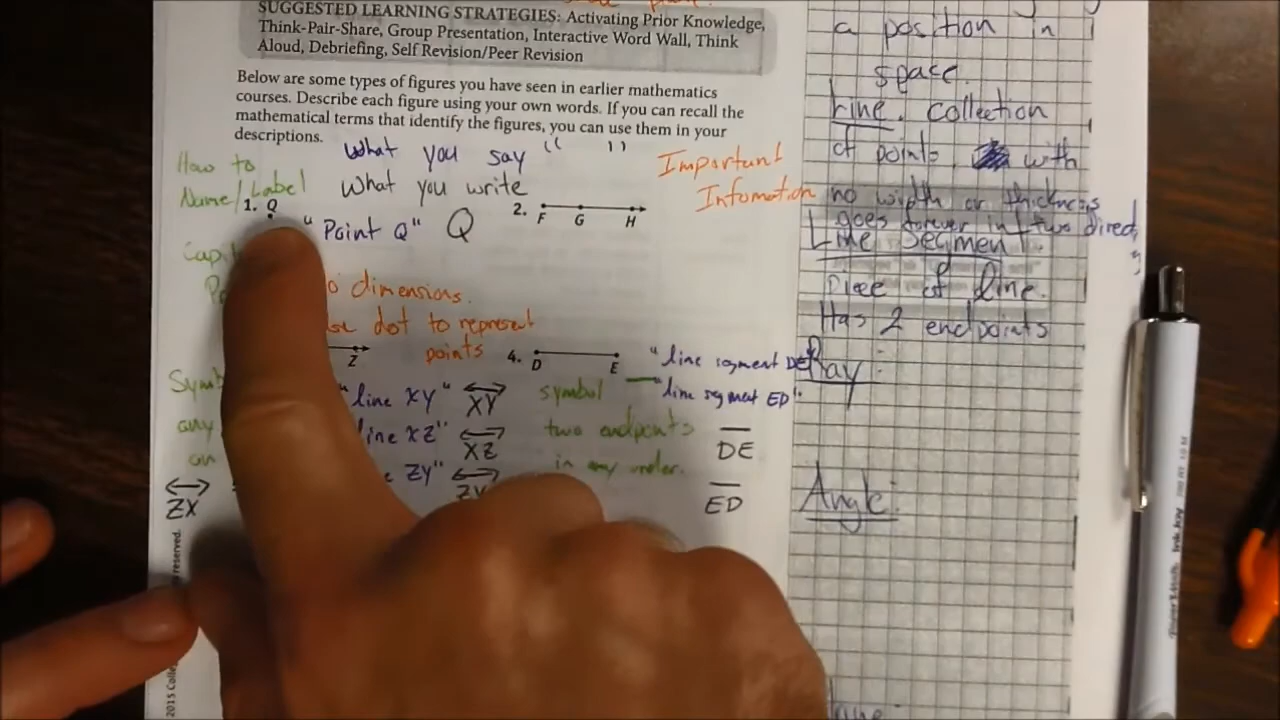 SUGGESTED LEARNING STRATEGIES: Activating Prior Knowledge,
Think-Pair-Share, Group Presentation, Interactive Word Wall, Think
Aloud, Debriefing, Self Revision/Peer Revision
Below are some types of figures you have seen in earlier mathematics
courses. Describe each figure using your own words. If you can recall the
mathematical terms that identify the figures, you can use them in your
descriptions.
How to
Name/Label
What you say " "
What you write
Important
Infomation
1. Q
"Point Q" Q
2. F G H
dimensions.
dot to represent
points
Z
4. D E
"line segment DE"
"line segment ED"
"line XY" XY
line XZ" XZ
ZY"
symbol
two endpoints
in any order.
DE
ED
any
on
ZX
a position in
space.
Line. collection
of points with
no width or thickness
goes forever in two direct
Line Segment
Piece of line.
Has 2 endpoints
Ray:
Angle: